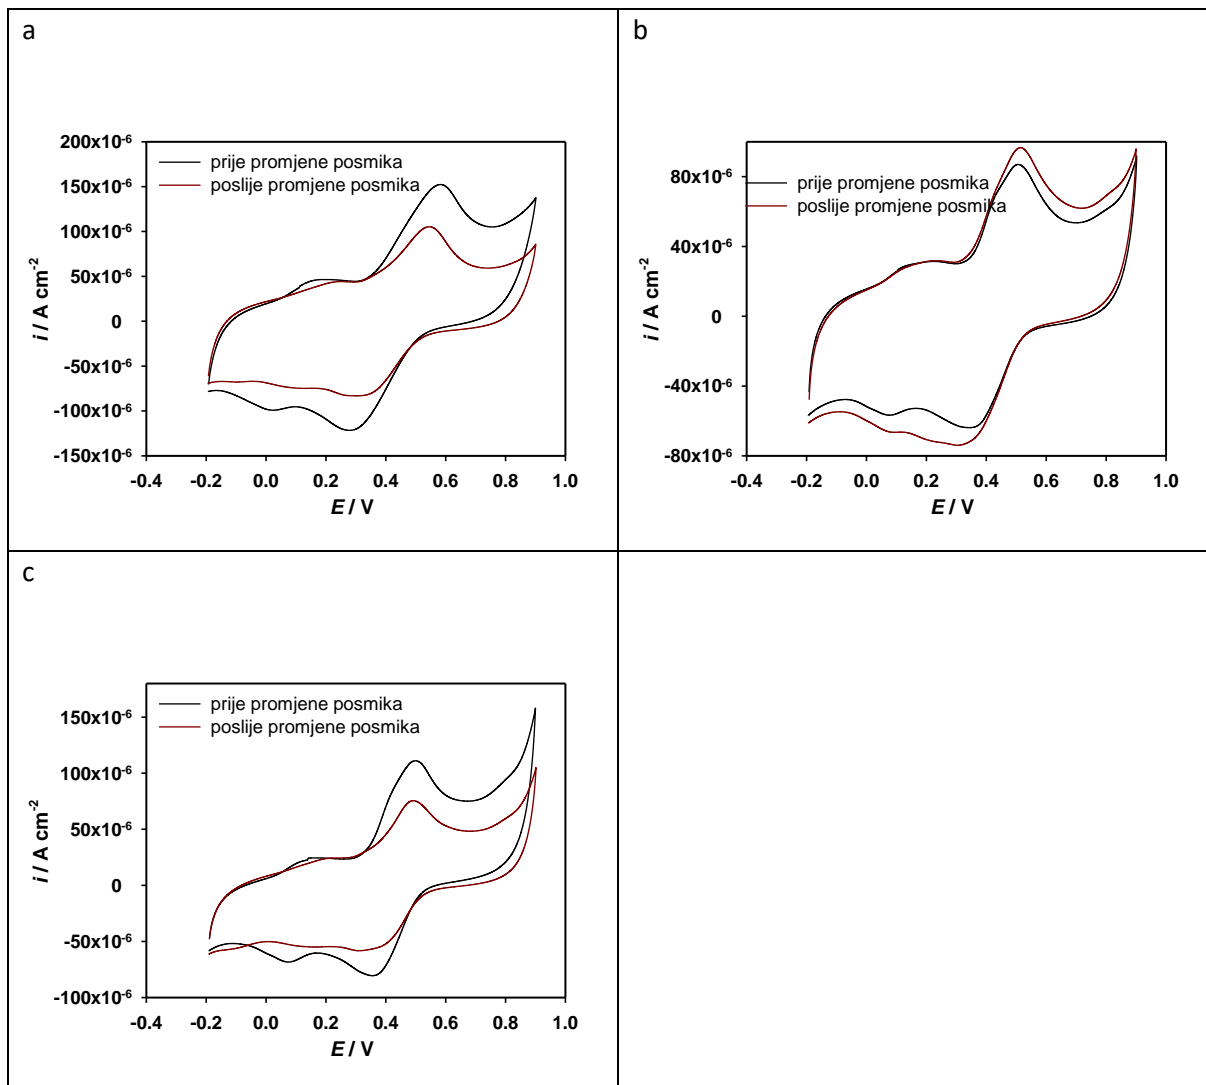 a
200x10⁻⁶
150x10⁻⁶
100x10⁻⁶
50x10⁻⁶
0
-50x10⁻⁶
-100x10⁻⁶
-150x10⁻⁶
i / A cm⁻²
prije promjene posmika
poslije promjene posmika
-0.4 -0.2 0.0 0.2 0.4 0.6 0.8 1.0
E / V
b
80x10⁻⁶
40x10⁻⁶
0
-40x10⁻⁶
-80x10⁻⁶
i / A cm⁻²
prije promjene posmika
poslije promjene posmika
-0.4 -0.2 0.0 0.2 0.4 0.6 0.8 1.0
E / V
c
150x10⁻⁶
100x10⁻⁶
50x10⁻⁶
0
-50x10⁻⁶
-100x10⁻⁶
i / A cm⁻²
prije promjene posmika
poslije promjene posmika
-0.4 -0.2 0.0 0.2 0.4 0.6 0.8 1.0
E / V